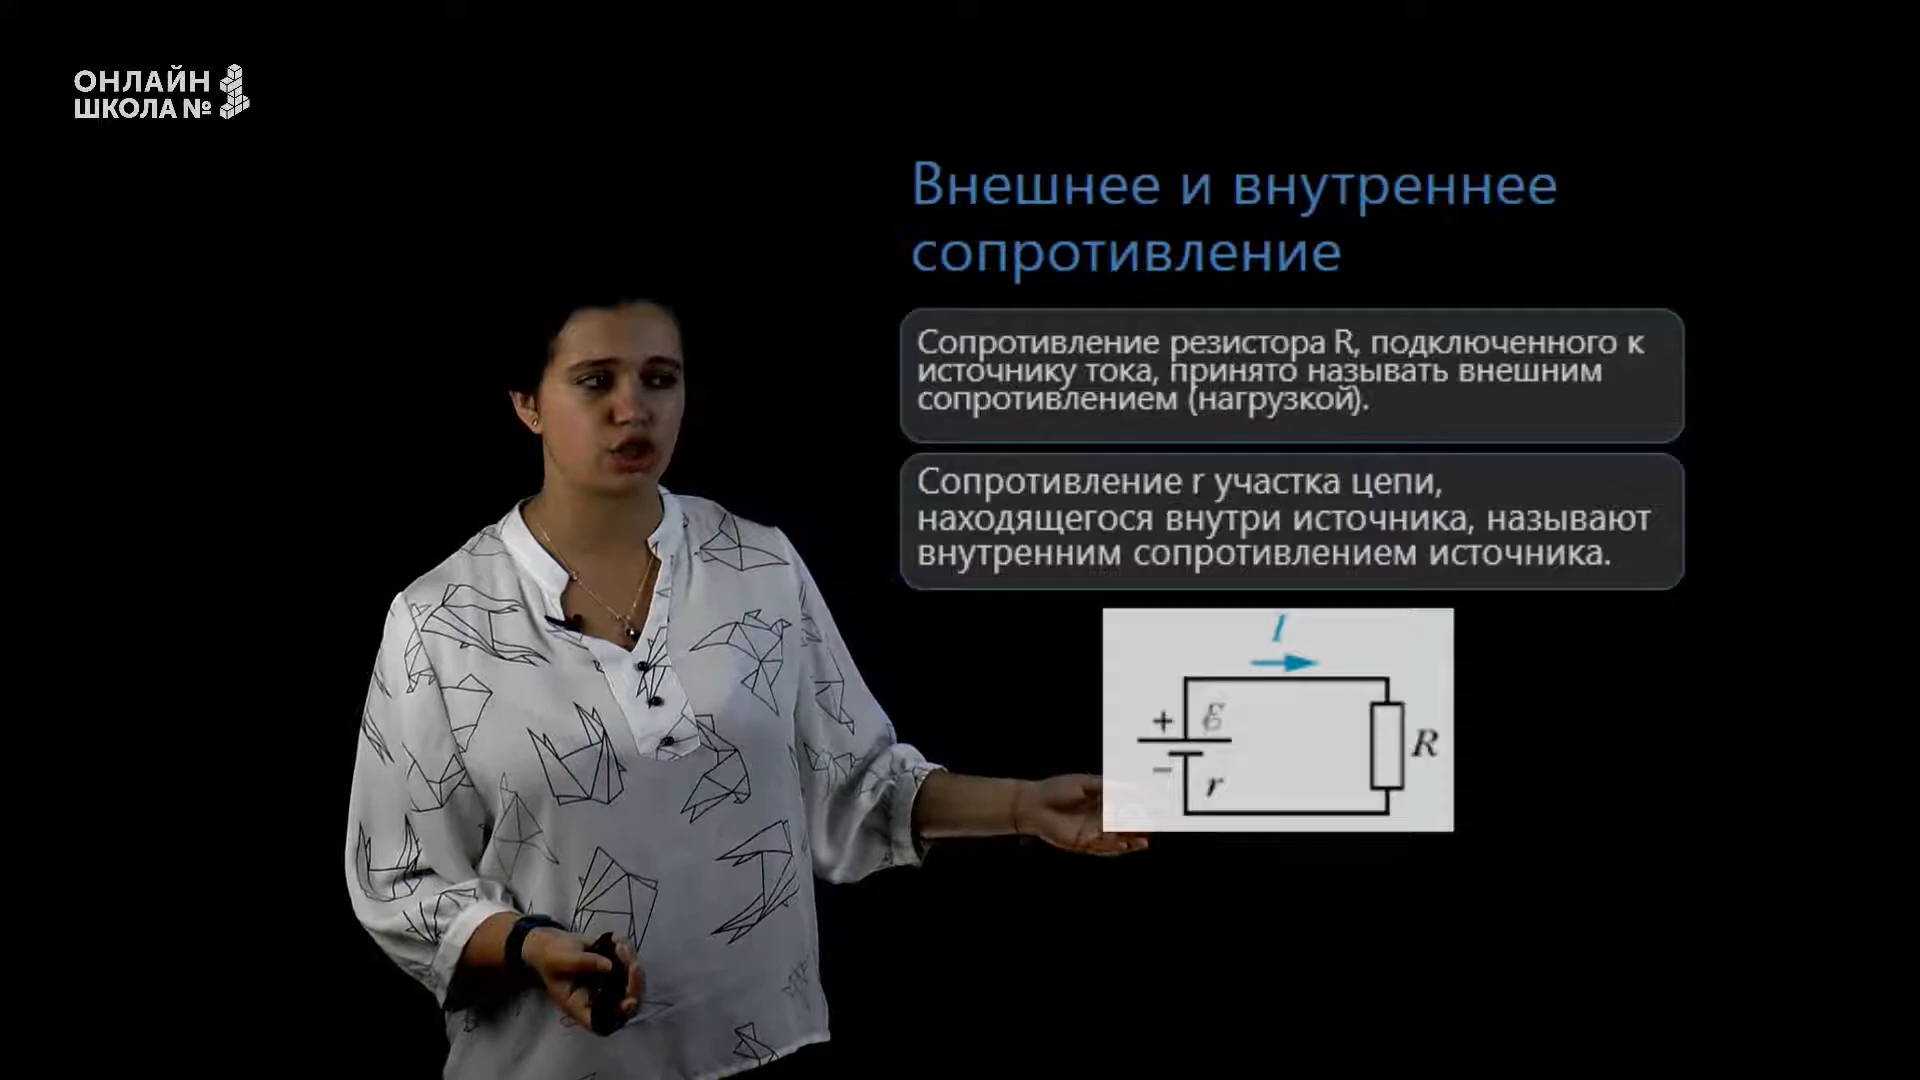 ОНЛАЙН
ШКОЛА №1
Внешнее и внутреннее
сопротивление
Сопротивление резистора R, подключенного к
источнику тока, принято называть внешним
сопротивлением (нагрузкой).
Сопротивление r участка цепи,
находящегося внутри источника, называют
внутренним сопротивлением источника.
I
+ ℰ
R
− r